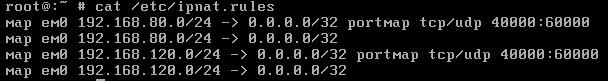 root@:~ # cat /etc/ipnat.rules
map em0 192.168.80.0/24 -> 0.0.0.0/32 portmap tcp/udp 40000:60000
map em0 192.168.80.0/24 -> 0.0.0.0/32
map em0 192.168.120.0/24 -> 0.0.0.0/32 portmap tcp/udp 40000:60000
map em0 192.168.120.0/24 -> 0.0.0.0/32